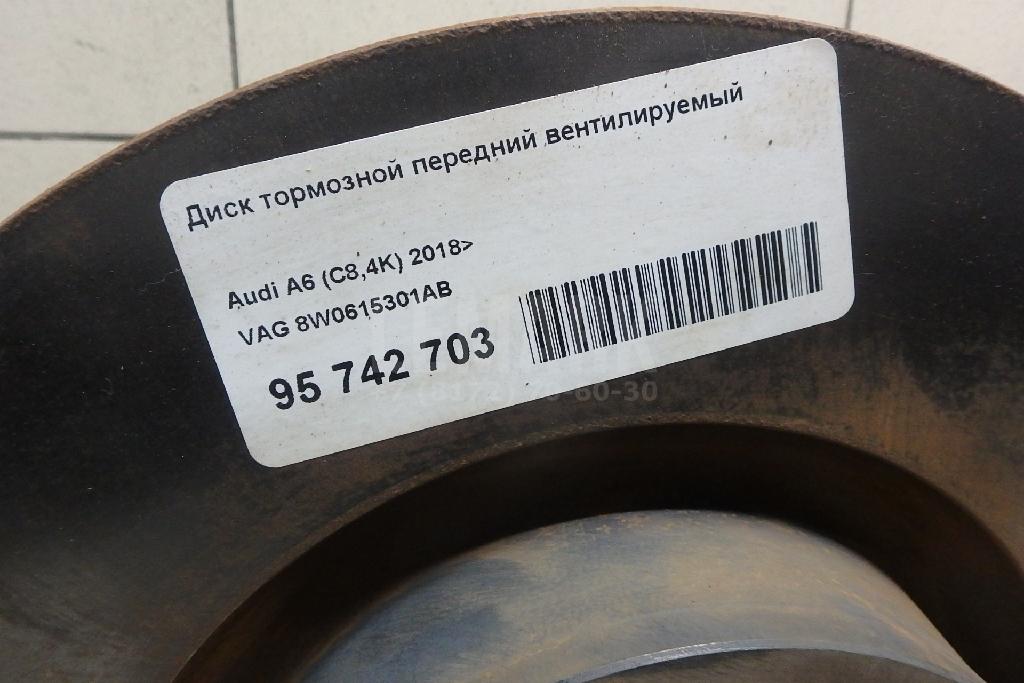 Диск тормозной передний вентилируемый
Audi A6 (C8,4K) 2018>
VAG 8W0615301AB
95 742 703